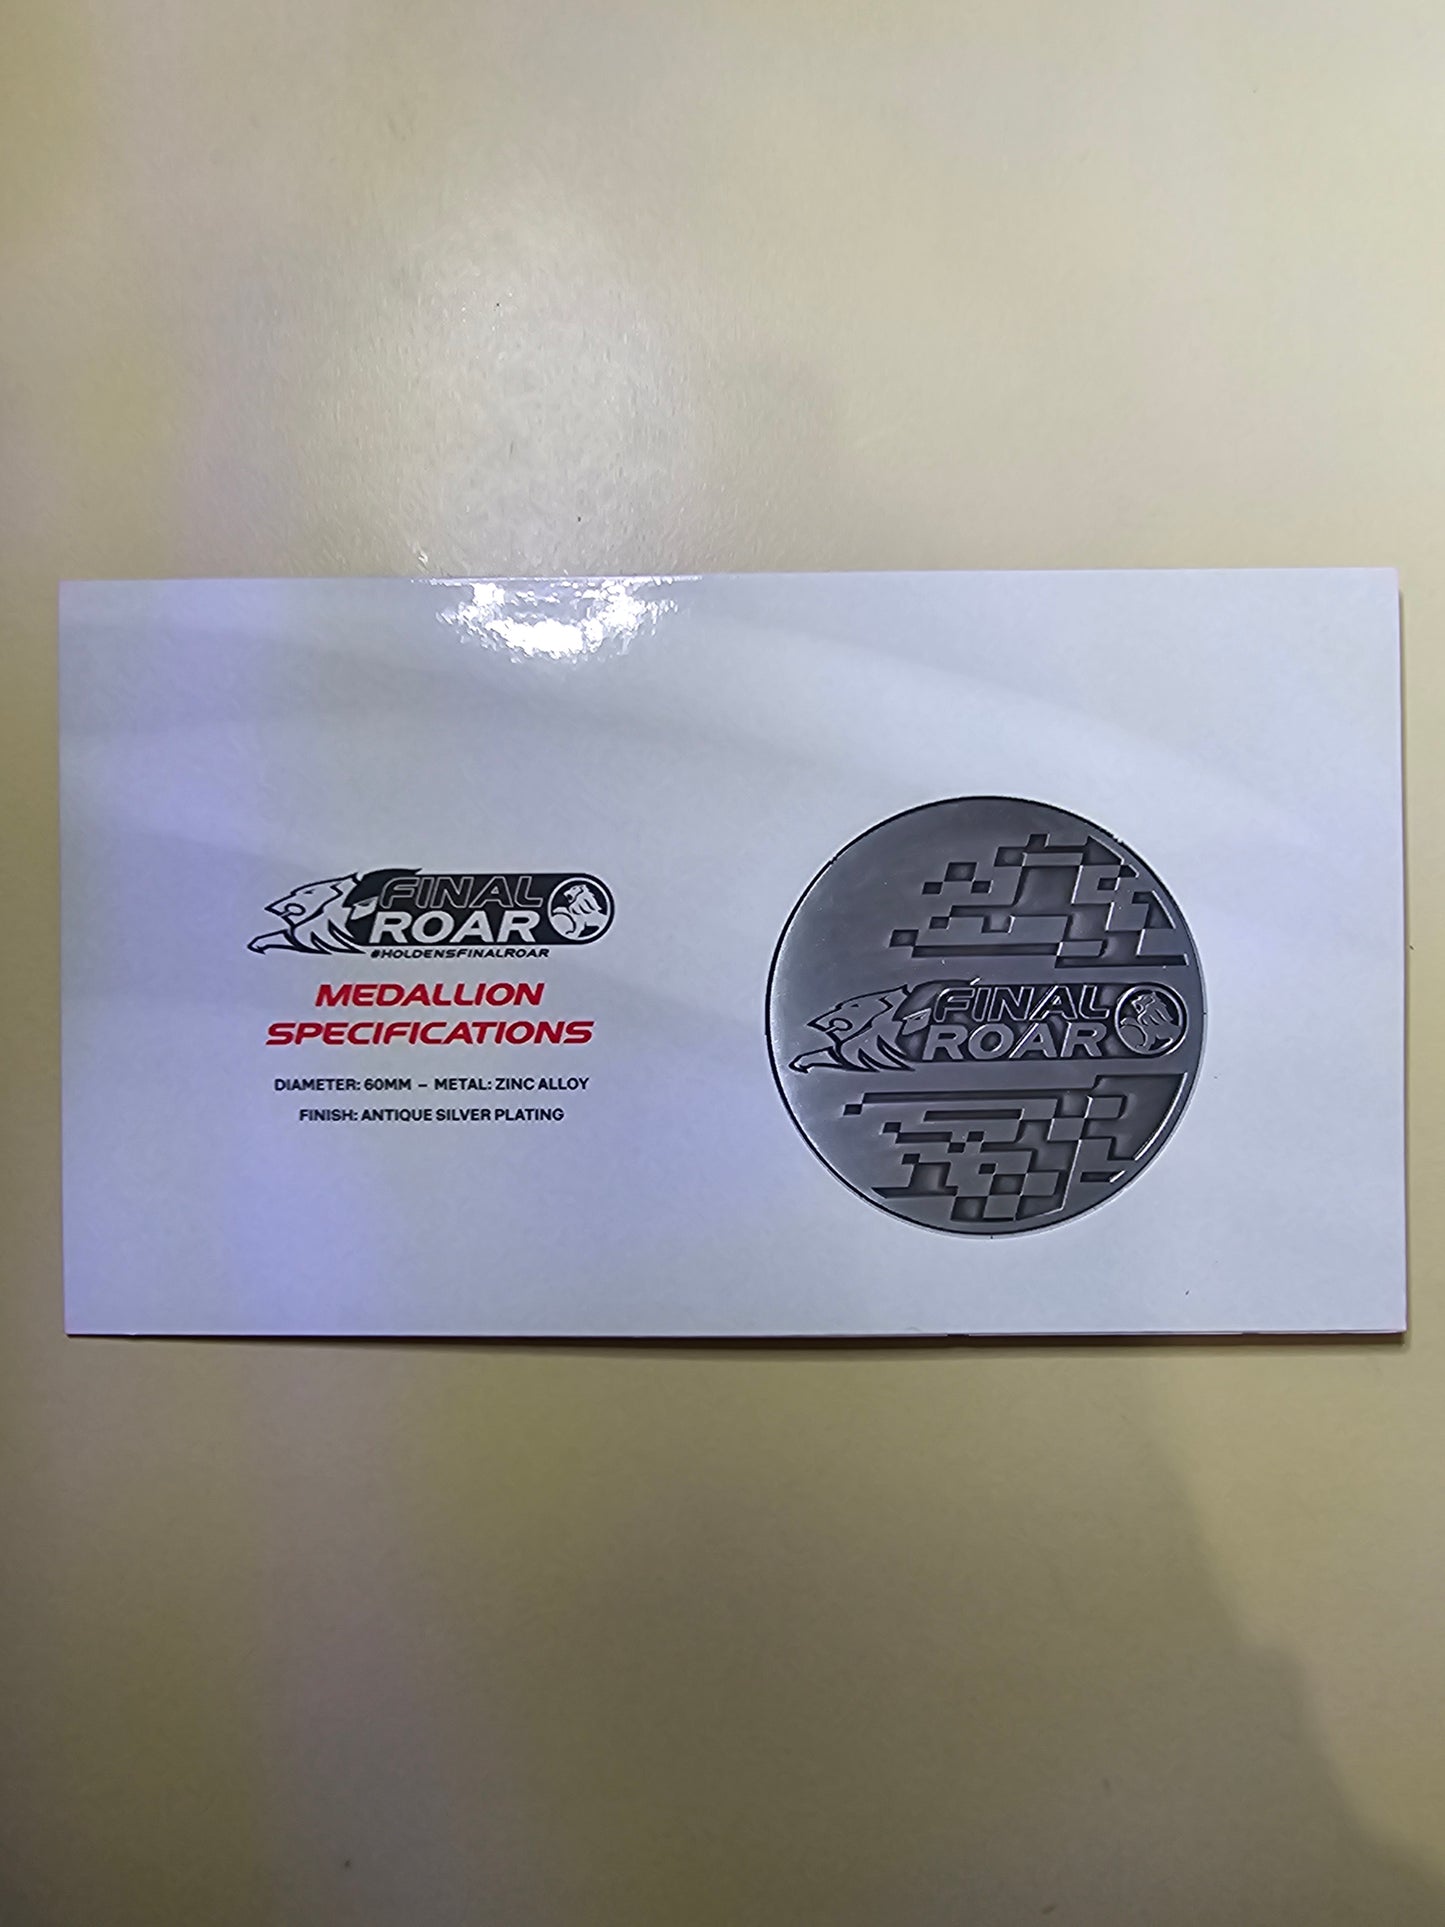 FINAL
ROAR
#HOLDENSFINALROAR
MEDALLION
SPECIFICATIONS
DIAMETER: 60MM – METAL: ZINC ALLOY
FINISH: ANTIQUE SILVER PLATING
FINAL
ROAR